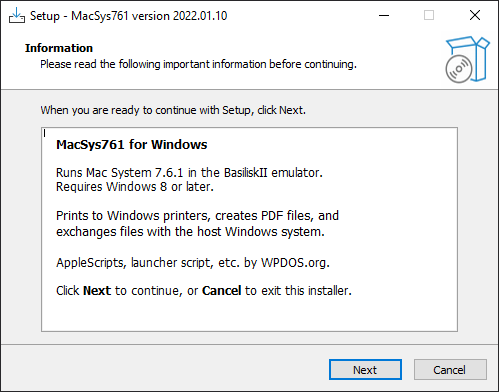 Setup - MacSys761 version 2022.01.10
Information
Please read the following important information before continuing.
When you are ready to continue with Setup, click Next.
MacSys761 for Windows
Runs Mac System 7.6.1 in the BasiliskII emulator.
Requires Windows 8 or later.
Prints to Windows printers, creates PDF files, and
exchanges files with the host Windows system.
AppleScripts, launcher script, etc. by WPDOS.org.
Click Next to continue, or Cancel to exit this installer.
Next
Cancel